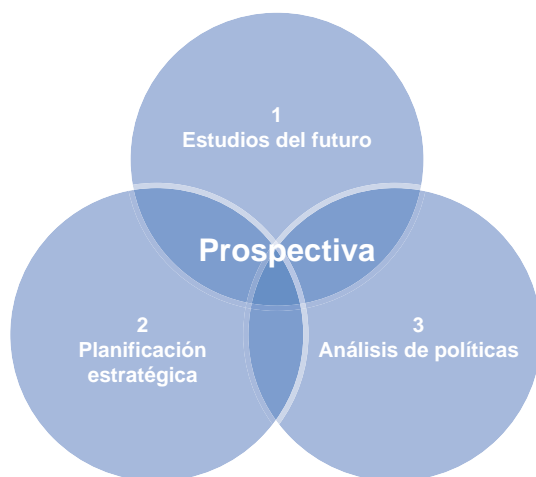 1
Estudios del futuro
Prospectiva
2
Planificación
estratégica
3
Análisis de políticas